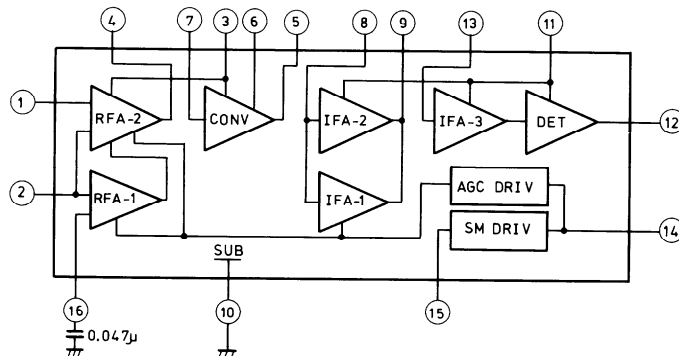 4 7 3 6 5 8 9 13 11
1
RFA-2 CONV IFA-2 IFA-3 DET
12
2
RFA-1 IFA-1 AGC DRIV
SM DRIV
14
SUB
16 10 15
0.047μ